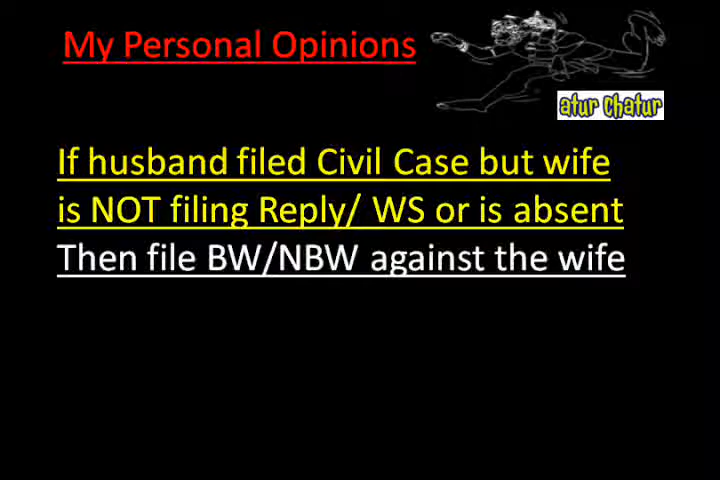 My Personal Opinions
atur chatur
If husband filed Civil Case but wife
is NOT filing Reply/ WS or is absent
Then file BW/NBW against the wife